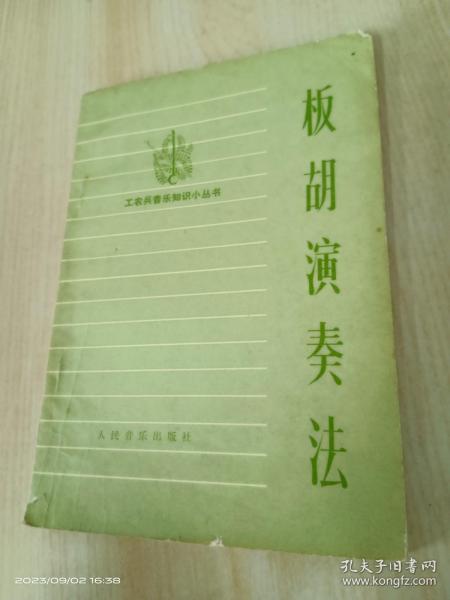 板胡演奏法
工农兵音乐知识小丛书
人民音乐出版社
2023/09/02 16:38
孔夫子旧书网
www.kongfz.com